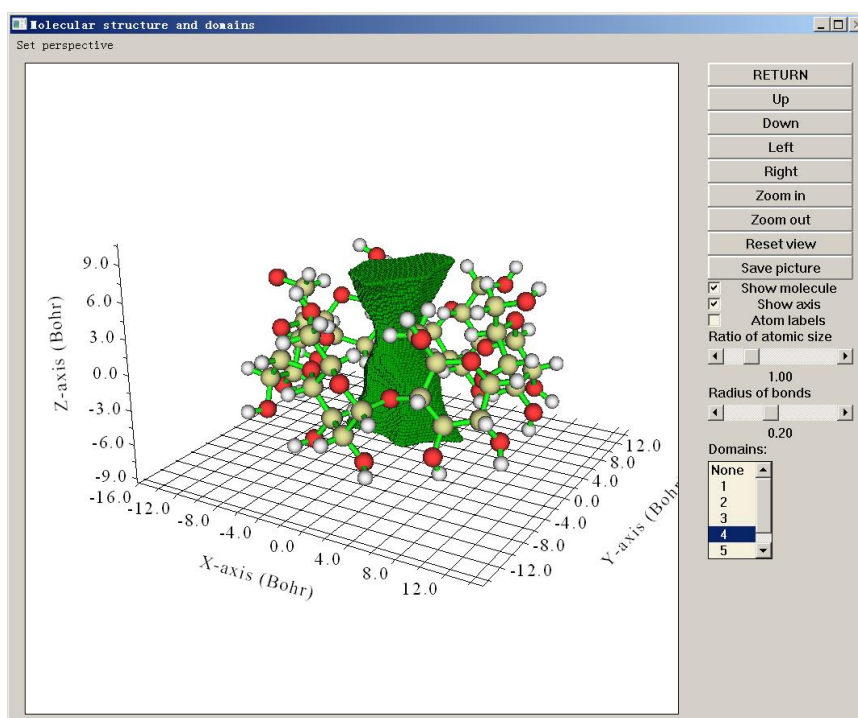 Molecular structure and domains
Set perspective
RETURN
Up
Down
Left
Right
Zoom in
Zoom out
Reset view
Save picture
Show molecule
Show axis
Atom labels
Ratio of atomic size
1.00
Radius of bonds
0.20
Domains:
None
1
2
3
4
5
Z-axis (Bohr)
9.0
6.0
3.0
0.0
-3.0
-6.0
-9.0
X-axis (Bohr)
-16.0
-12.0
-8.0
-4.0
0.0
4.0
8.0
12.0
Y-axis (Bohr
12.0
8.0
4.0
0.0
-4.0
-8.0
-12.0